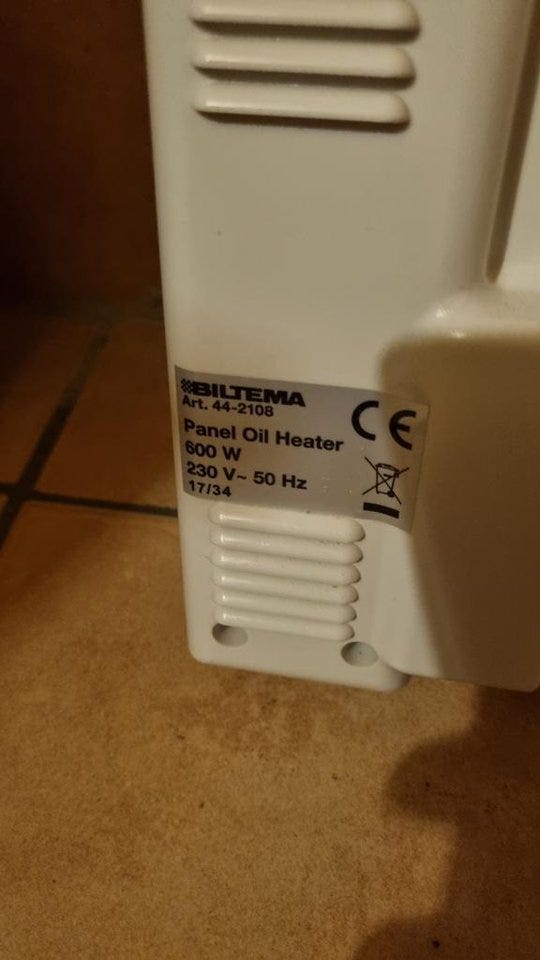 BILTEMA
Art. 44-2108
Panel Oil Heater
600 W
230 V~ 50 Hz
17/34
CE